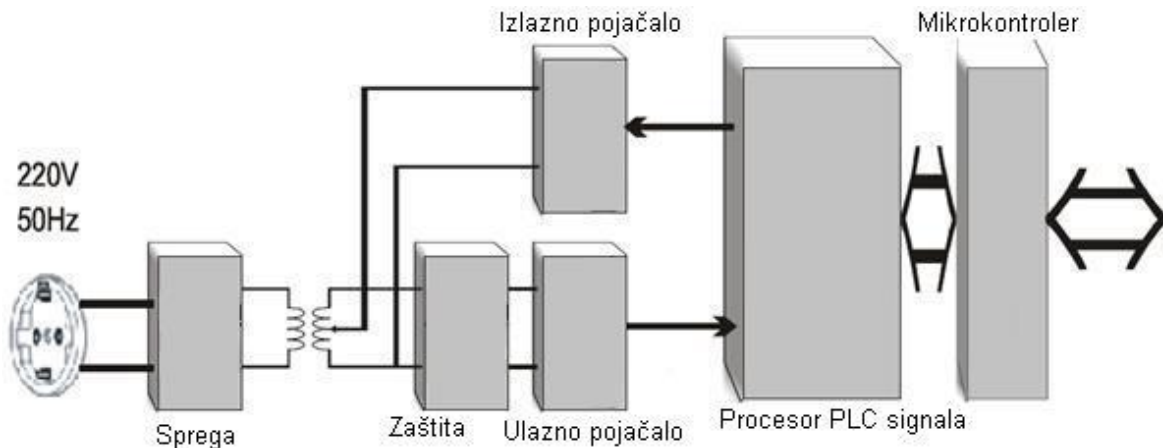 Izlazno pojačalo
Mikrokontroler
220V
50Hz
Sprega
Zaštita
Ulazno pojačalo
Procesor PLC signala